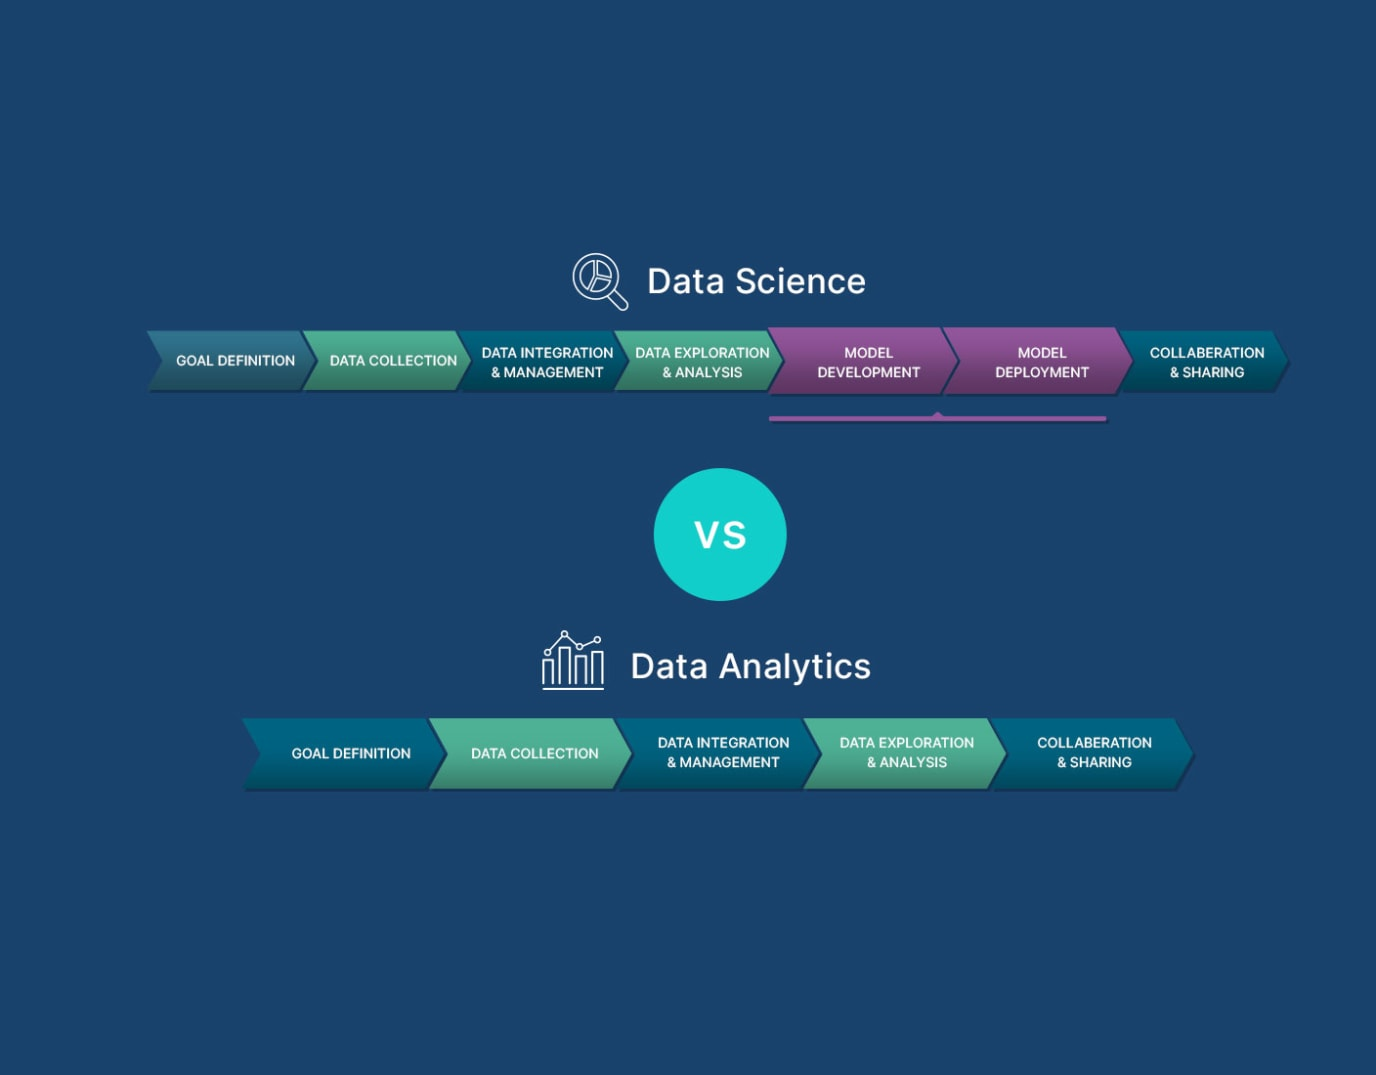 Data Science
GOAL DEFINITION
DATA COLLECTION
DATA INTEGRATION
& MANAGEMENT
DATA EXPLORATION
& ANALYSIS
MODEL
DEVELOPMENT
MODEL
DEPLOYMENT
COLLABERATION
& SHARING
VS
Data Analytics
GOAL DEFINITION
DATA COLLECTION
DATA INTEGRATION
& MANAGEMENT
DATA EXPLORATION
& ANALYSIS
COLLABERATION
& SHARING